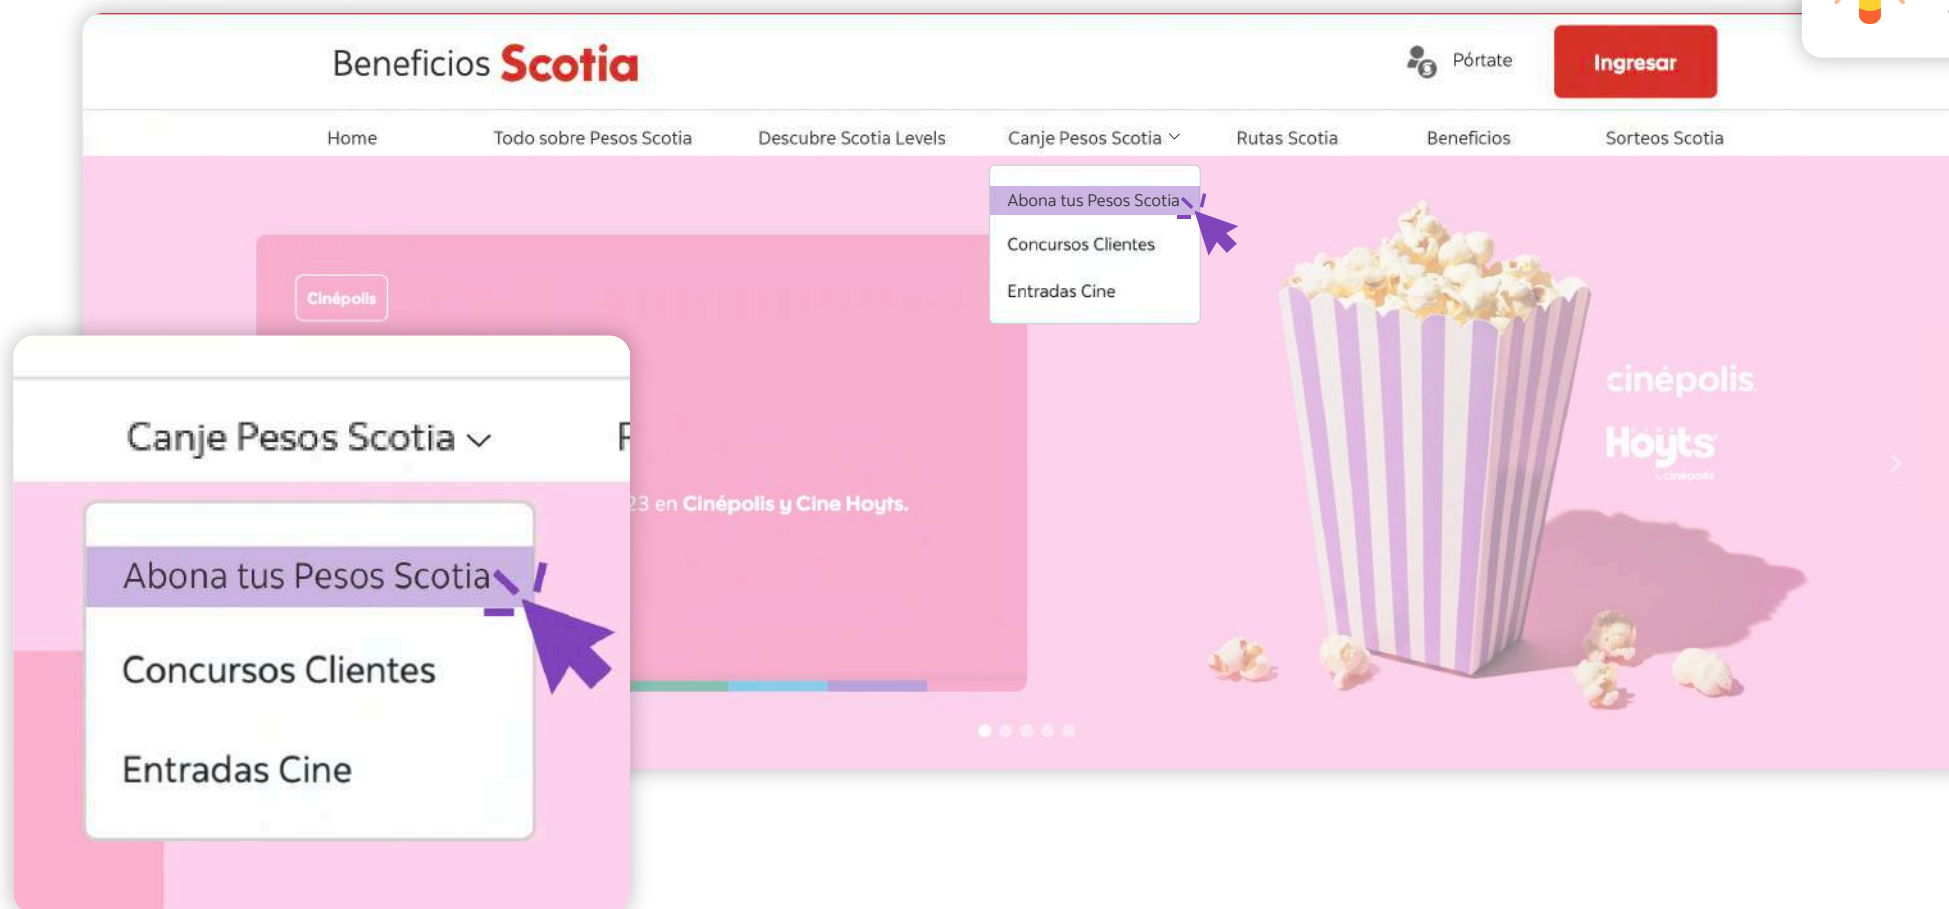 Beneficios Scotia
Pórtate
Ingresar
Home
Todo sobre Pesos Scotia
Descubre Scotia Levels
Canje Pesos Scotia
Rutas Scotia
Beneficios
Sorteos Scotia
Abona tus Pesos Scotia
Concursos Clientes
Entradas Cine
Cinépolis
23 en Cinépolis y Cine Hoyts.
cinépolis
CINE
Hoyts
cinépolis
Canje Pesos Scotia
Abona tus Pesos Scotia
Concursos Clientes
Entradas Cine